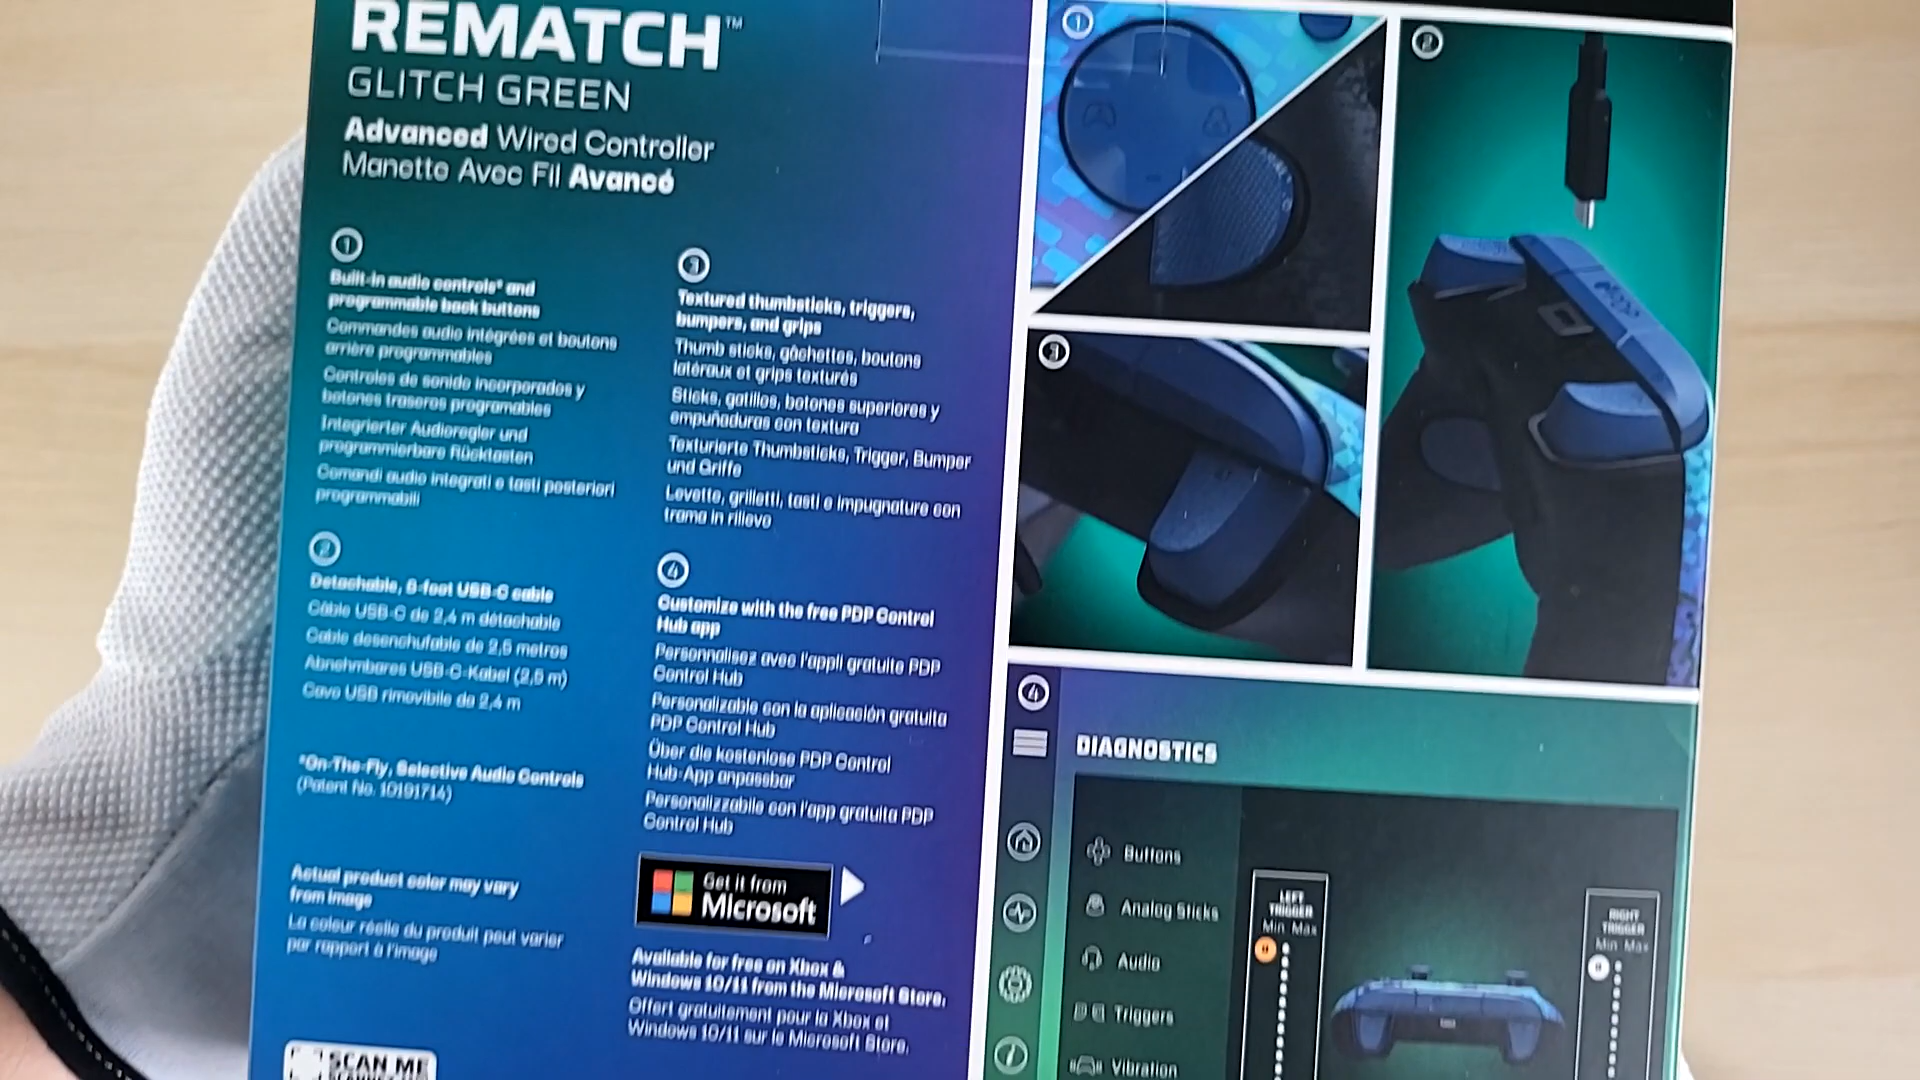 REMATCH™
GLITCH GREEN
Advanced Wired Controller
Manette Avec Fil Avancé
1
Built-in audio controls* and
programmable back buttons
Commandes audio intégrées et boutons
arrière programmables
Controles de sonido incorporados y
botones traseros programables
Integrierter Audioregler und
programmierbare Rücktasten
Comandi audio integrati e tasti posteriori
programmabili
2
Detachable, 8-foot USB-C cable
Câble USB-C de 2,4 m détachable
Cable desenchufable de 2,5 metros
Abnehmbares USB-C-Kabel (2,5 m)
Cavo USB rimovibile da 2,4 m
*On-The-Fly, Selective Audio Controls
(Patent No. 10191714)
Actual product color may vary
from image
La couleur réelle du produit peut varier
par rapport à l'image
SCAN ME
3
Textured thumbsticks, triggers,
bumpers, and grips
Thumb sticks, gâchettes, boutons
latéraux et grips texturés
Sticks, gatillos, botones superiores y
empuñaduras con textura
Texturierte Thumbsticks, Trigger, Bumper
und Griffe
Levette, grilletti, tasti e impugnature con
trama in rilievo
4
Customize with the free PDP Control
Hub app
Personnalisez avec l'appli gratuite PDP
Control Hub
Personalizable con la aplicación gratuita
PDP Control Hub
Über die kostenlose PDP Control
Hub-App anpassbar
Personalizzabile con l'app gratuita PDP
Control Hub
Get it from
Microsoft
Available for free on Xbox &
Windows 10/11 from the Microsoft Store.
Offert gratuitement pour la Xbox et
Windows 10/11 sur le Microsoft Store.
1
2
pdp
3
4
DIAGNOSTICS
Buttons
Analog Sticks
Audio
Triggers
Vibration
LEFT
TRIGGER
Min Max
RIGHT
TRIGGER
Min Max